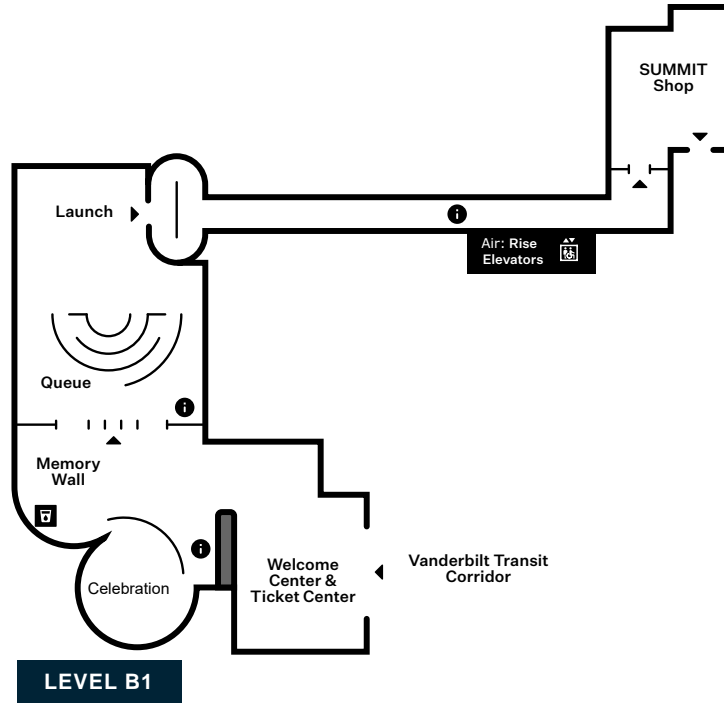 SUMMIT
Shop
Launch
Air: Rise
Elevators
Queue
Memory
Wall
Welcome
Center &
Ticket Center
Vanderbilt Transit
Corridor
Celebration
LEVEL B1